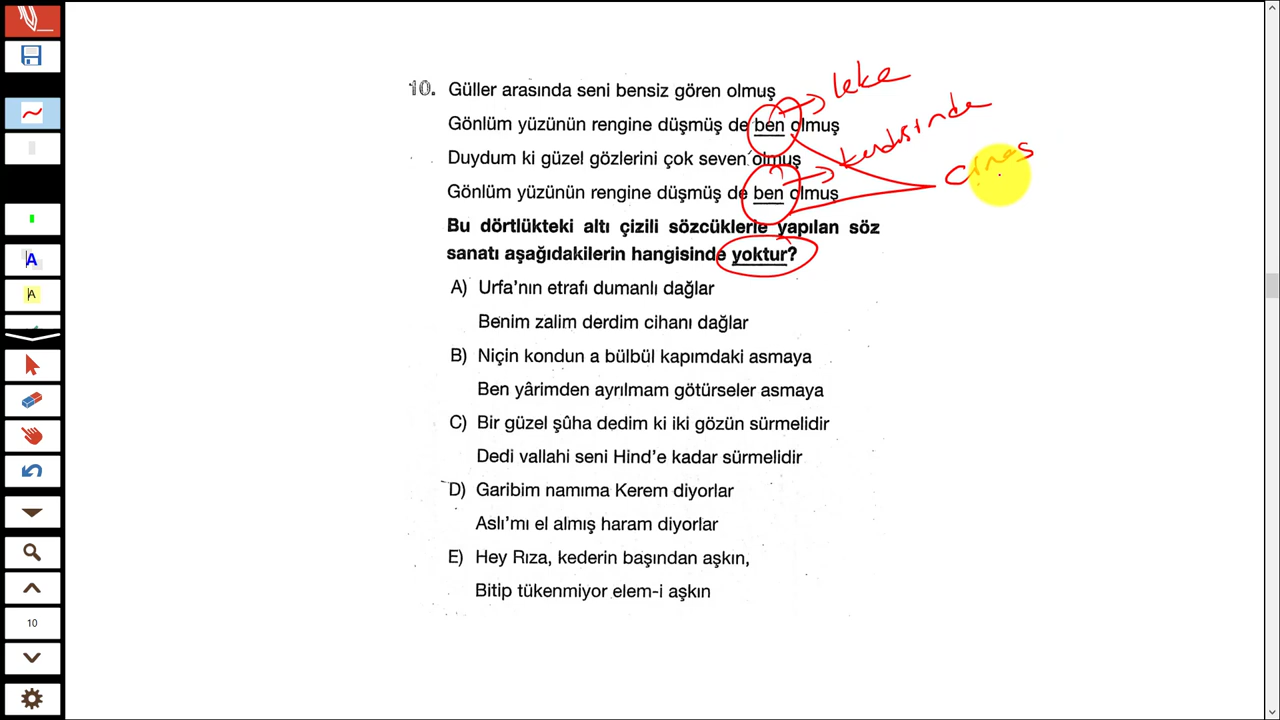 10. Güller arasında seni bensiz gören olmuş
Gönlüm yüzünün rengine düşmüş de ben olmuş
Duydum ki güzel gözlerini çok seven olmuş
Gönlüm yüzünün rengine düşmüş de ben olmuş
leke
kendisinde
cinas
Bu dörtlükteki altı çizili sözcüklerle yapılan söz
sanatı aşağıdakilerin hangisinde yoktur?
A) Urfa'nın etrafı dumanlı dağlar
Benim zalim derdim cihanı dağlar
B) Niçin kondun a bülbül kapımdaki asmaya
Ben yârimden ayrılmam götürseler asmaya
C) Bir güzel şûha dedim ki iki gözün sürmelidir
Dedi vallahi seni Hind'e kadar sürmelidir
D) Garibim namıma Kerem diyorlar
Aslı'mı el almış haram diyorlar
E) Hey Rıza, kederin başından aşkın,
Bitip tükenmiyor elem-i aşkın
A
A
10